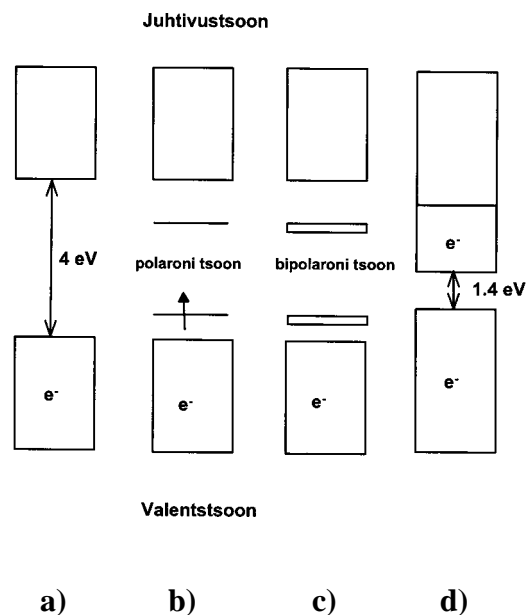 Juhtivustsoon
e-
4 eV
polaroni tsoon
bipolaroni tsoon
1.4 eV
e-
e-
e-
e-
Valentstsoon
a) b) c) d)